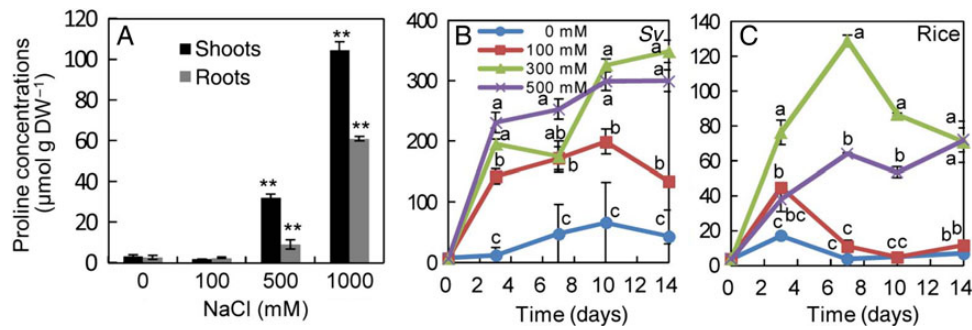 Proline concentrations
(µmol g DW⁻¹)
A
120
100
80
60
40
20
0
Shoots
Roots
**
**
**
**
0 100 500 1000
NaCl (mM)
B
Sv
400
300
200
100
0
0 mM
100 mM
300 mM
500 mM
a
a
b
c
a
ab
b
c
a
a
b
c
a
a
b
c
0 2 4 6 8 10 12 14
Time (days)
C
Rice
140
120
100
80
60
40
20
0
a
b
c
bc
a
b
c
c
a
b
cc
a
a
bb
0 2 4 6 8 10 12 14
Time (days)